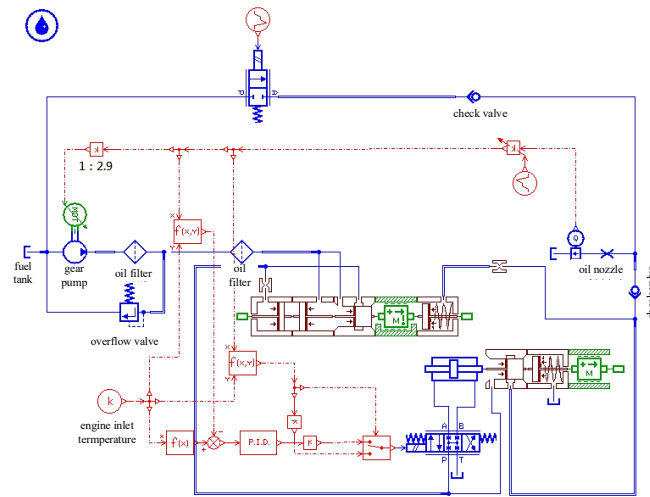 P
A
check valve
K
K
1 : 2.9
MOT
X
f(X,Y)
Y
Q
fuel
tank
gear
pump
oil filter
oil
filter
oil nozzle
M
overflow valve
X
f(X,Y)
Y
M
k
engine inlet
termperature
K
X
f(x)
+
-
P.I.D.
K
A B
P T